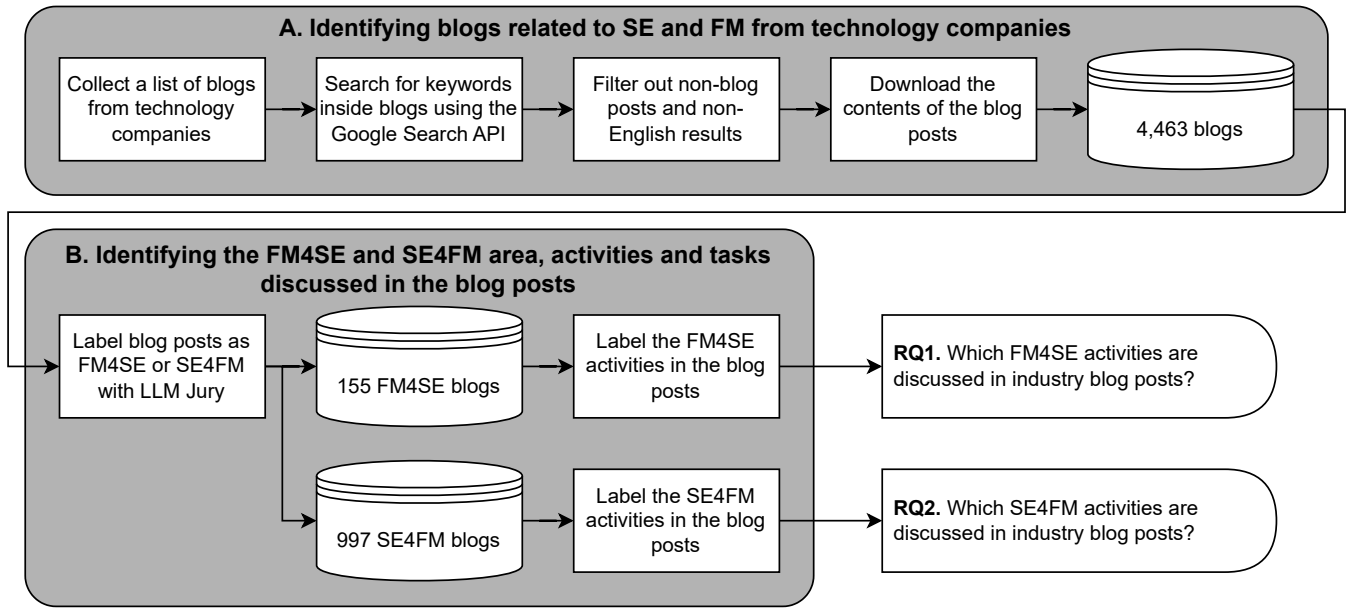 A. Identifying blogs related to SE and FM from technology companies
Collect a list of blogs
from technology
companies
Search for keywords
inside blogs using the
Google Search API
Filter out non-blog
posts and non-
English results
Download the
contents of the blog
posts
4,463 blogs
B. Identifying the FM4SE and SE4FM area, activities and tasks
discussed in the blog posts
Label blog posts as
FM4SE or SE4FM
with LLM Jury
155 FM4SE blogs
Label the FM4SE
activities in the blog
posts
RQ1. Which FM4SE activities are
discussed in industry blog posts?
997 SE4FM blogs
Label the SE4FM
activities in the blog
posts
RQ2. Which SE4FM activities are
discussed in industry blog posts?